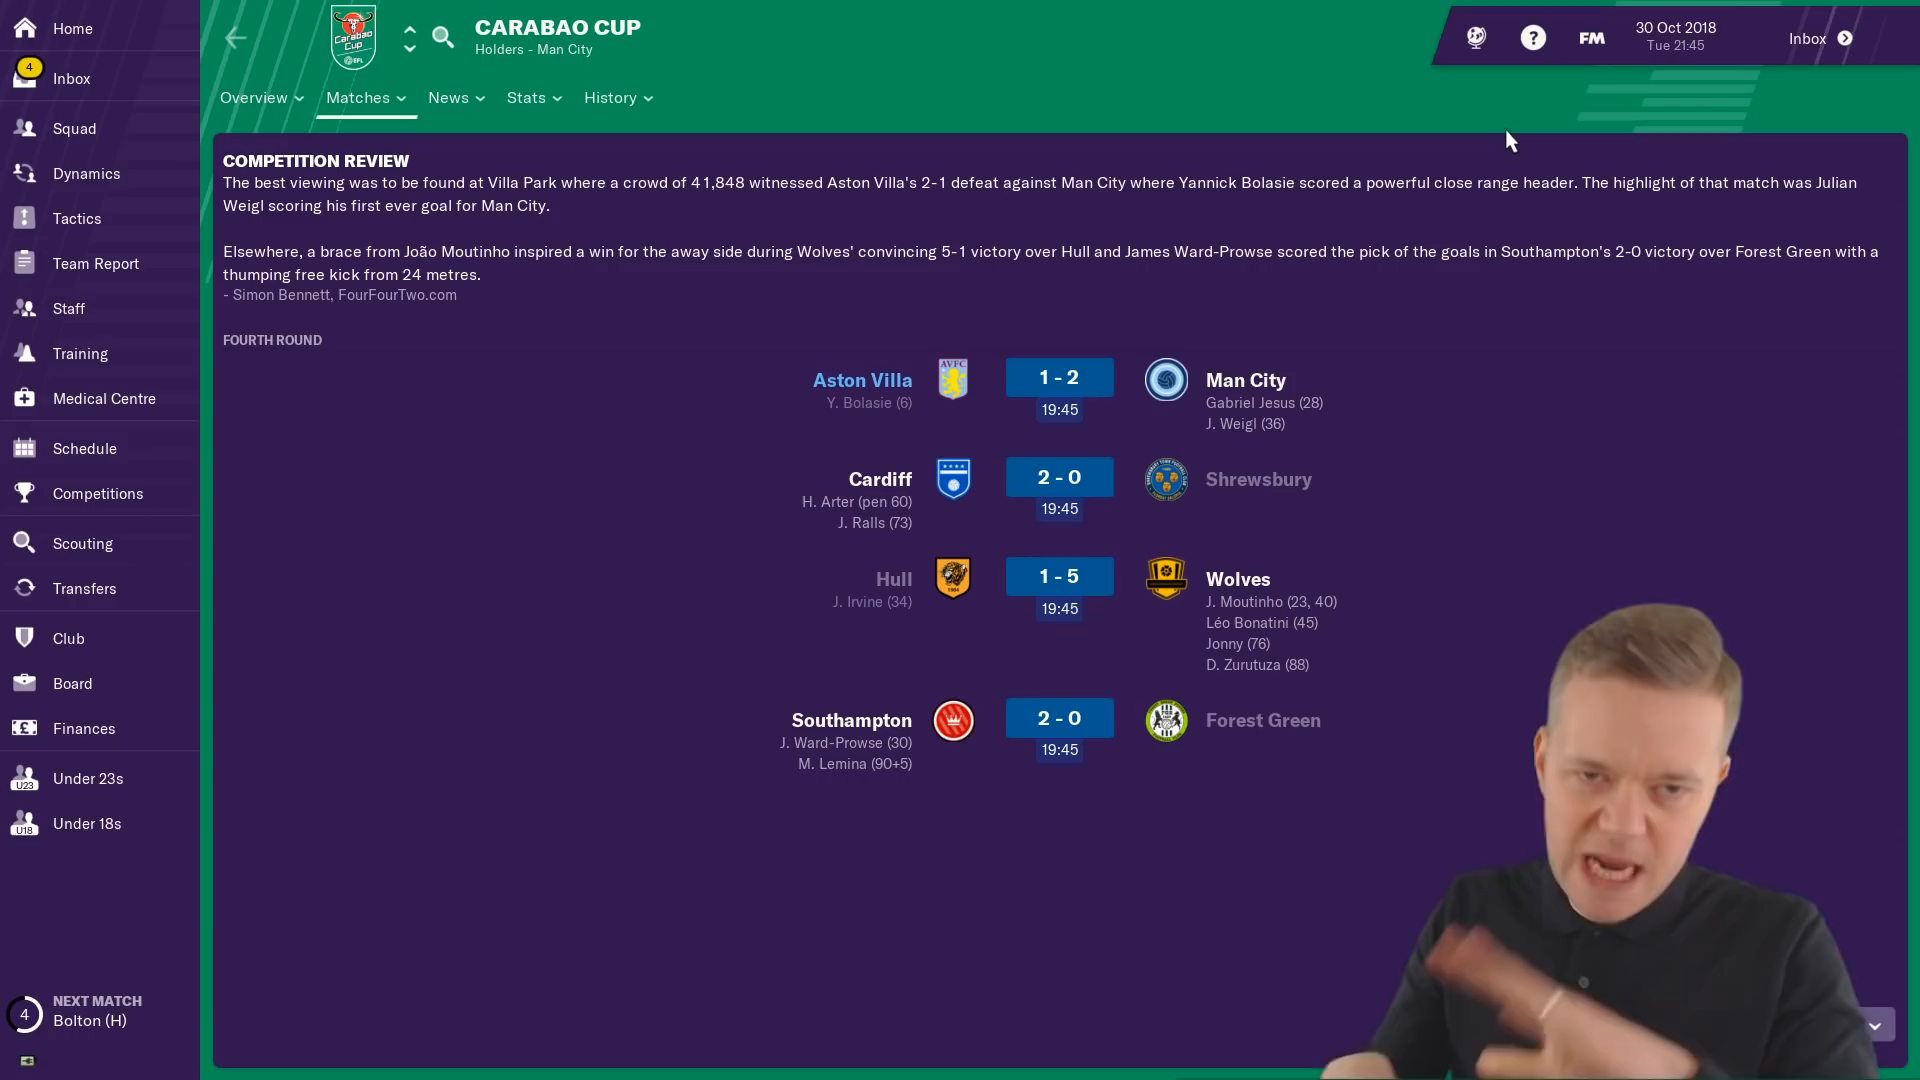 Home
4
Inbox
Squad
Dynamics
Tactics
Team Report
Staff
Training
Medical Centre
Schedule
Competitions
Scouting
Transfers
Club
Board
Finances
U23
Under 23s
U18
Under 18s
4
NEXT MATCH
Bolton (H)
Carabao
Cup
EFL
CARABAO CUP
Holders - Man City
?
FM
30 Oct 2018
Tue 21:45
Inbox
Overview
Matches
News
Stats
History
COMPETITION REVIEW
The best viewing was to be found at Villa Park where a crowd of 41,848 witnessed Aston Villa's 2-1 defeat against Man City where Yannick Bolasie scored a powerful close range header. The highlight of that match was Julian
Weigl scoring his first ever goal for Man City.
Elsewhere, a brace from João Moutinho inspired a win for the away side during Wolves' convincing 5-1 victory over Hull and James Ward-Prowse scored the pick of the goals in Southampton's 2-0 victory over Forest Green with a
thumping free kick from 24 metres.
- Simon Bennett, FourFourTwo.com
FOURTH ROUND
Aston Villa
Y. Bolasie (6)
AVFC
1 - 2
19:45
Man City
Gabriel Jesus (28)
J. Weigl (36)
Cardiff
H. Arter (pen 60)
J. Ralls (73)
2 - 0
19:45
Shrewsbury
Hull
J. Irvine (34)
1904
1 - 5
19:45
Wolves
J. Moutinho (23, 40)
Léo Bonatini (45)
Jonny (76)
D. Zurutuza (88)
Southampton
J. Ward-Prowse (30)
M. Lemina (90+5)
2 - 0
19:45
Forest Green